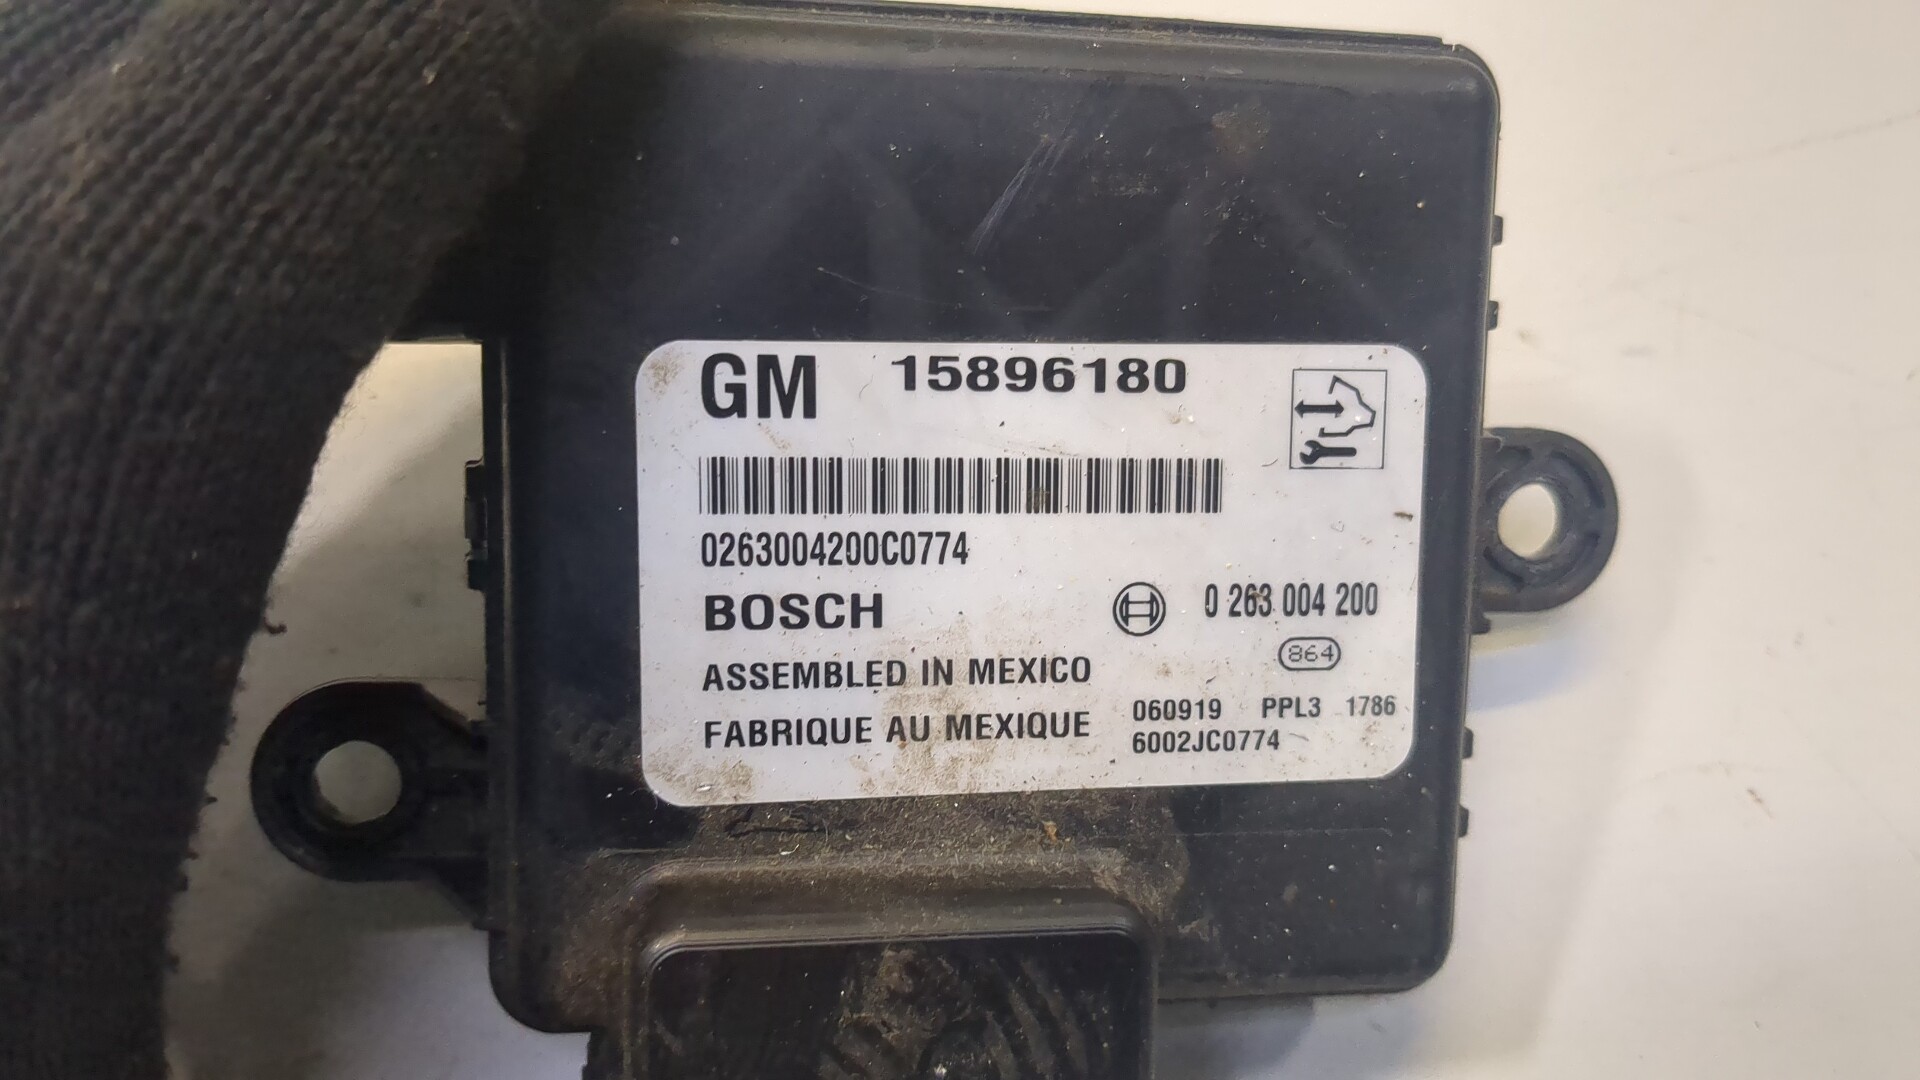 GM 15896180
0263004200C0774
BOSCH 0 263 004 200
864
ASSEMBLED IN MEXICO
FABRIQUE AU MEXIQUE
060919 PPL3 1786
6002JC0774